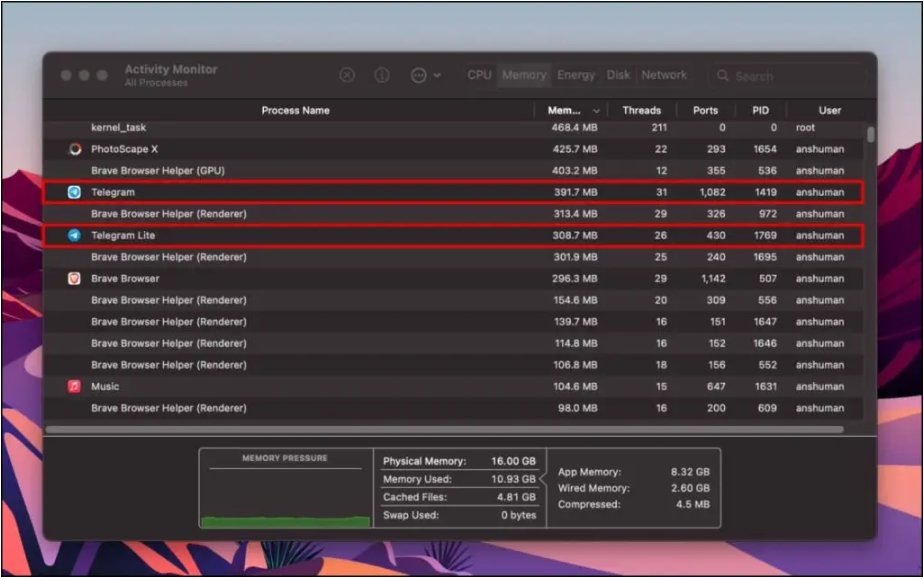 Activity Monitor
All Processes
CPU Memory Energy Disk Network Search
Process Name Mem... Threads Ports PID User
kernel_task 468.4 MB 211 0 0 root
PhotoScape X 425.7 MB 22 293 1654 anshuman
Brave Browser Helper (GPU) 403.2 MB 12 355 536 anshuman
Telegram 391.7 MB 31 1,082 1419 anshuman
Brave Browser Helper (Renderer) 313.4 MB 29 326 972 anshuman
Telegram Lite 308.7 MB 26 430 1769 anshuman
Brave Browser Helper (Renderer) 301.9 MB 25 240 1695 anshuman
Brave Browser 296.3 MB 29 1,142 507 anshuman
Brave Browser Helper (Renderer) 154.6 MB 20 309 556 anshuman
Brave Browser Helper (Renderer) 139.7 MB 16 151 1647 anshuman
Brave Browser Helper (Renderer) 114.8 MB 16 152 1646 anshuman
Brave Browser Helper (Renderer) 106.8 MB 18 156 552 anshuman
Music 104.6 MB 15 647 1631 anshuman
Brave Browser Helper (Renderer) 98.0 MB 16 200 609 anshuman
MEMORY PRESSURE
Physical Memory: 16.00 GB
Memory Used: 10.93 GB
Cached Files: 4.81 GB
Swap Used: 0 bytes
App Memory: 8.32 GB
Wired Memory: 2.60 GB
Compressed: 4.5 MB